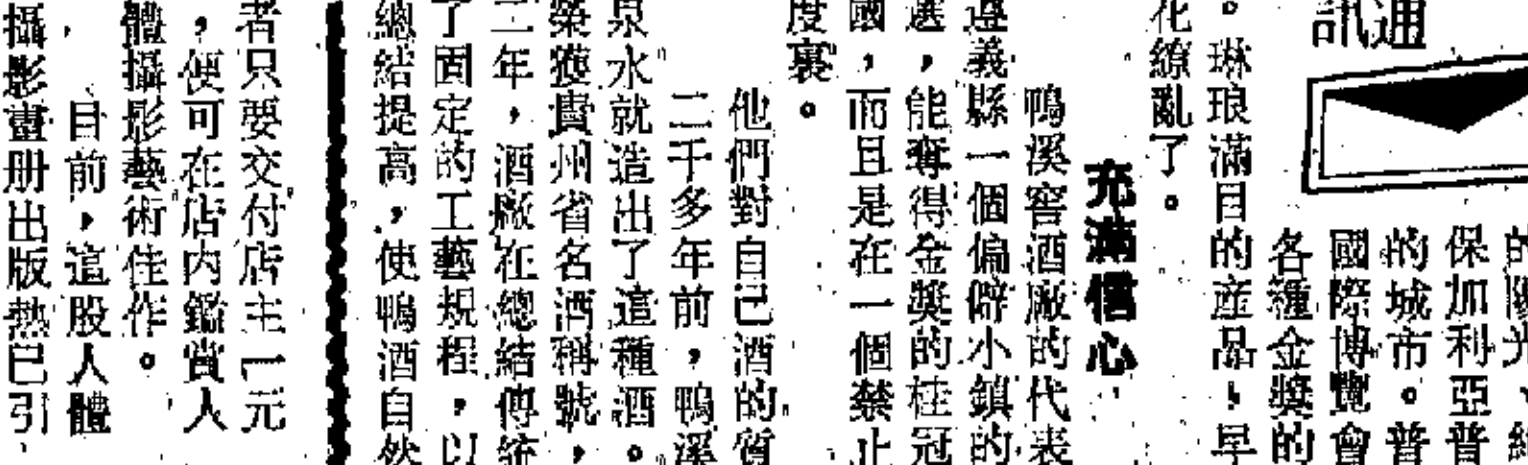 通訊
保加利亞普
的城市。普
國際博覽會
各種金獎的
。琳琅滿目的産品，早
花繚亂了。
充滿信心
鴨溪窖酒廠的代表
遵義縣一個偏僻小鎮的
選，能奪得金獎的桂冠
國，而且是在一個禁止
度裏。
他們對自己酒的質
二千多年前，鴨溪
泉水就造出了這種酒。
榮獲貴州省名酒稱號，
二年，酒廠在總結傳統
了固定的工藝規程，以
總結提高，使鴨酒自然
者只要交付店主一元
，便可在店内鑑賞人
體攝影藝術佳作。
目前，這股人體
攝影畫册出版熱已引